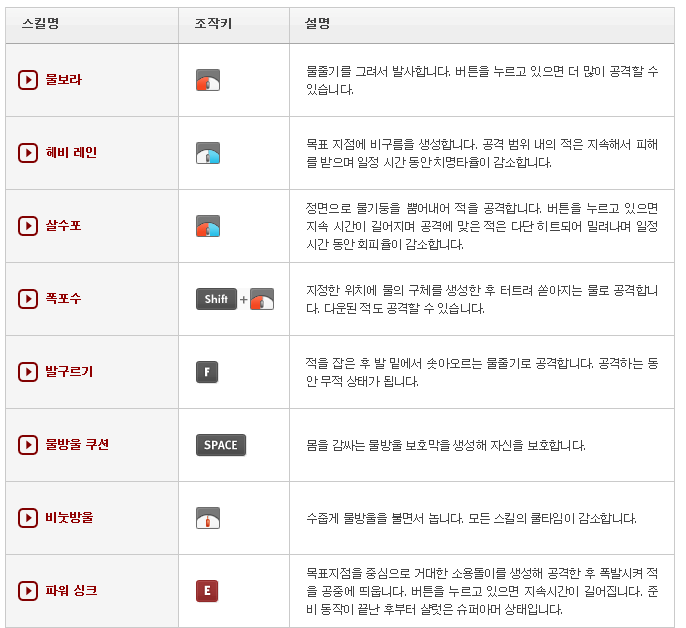 스킬명 조작키 설명
물보라 물줄기를 그려서 발사합니다. 버튼을 누르고 있으면 더 많이 공격할 수
있습니다.
헤비 레인 목표 지점에 비구름을 생성합니다. 공격 범위 내의 적은 지속해서 피해
를 받으며 일정 시간 동안 치명타율이 감소합니다.
살수포 정면으로 물기둥을 뿜어내어 적을 공격합니다. 버튼을 누르고 있으면
지속 시간이 길어지며 공격에 맞은 적은 다단 히트되어 밀려나며 일정
시간 동안 회피율이 감소합니다.
폭포수 Shift + 지정한 위치에 물의 구체를 생성한 후 터트려 쏟아지는 물로 공격합니
다. 다운된 적도 공격할 수 있습니다.
발구르기 F 적을 잡은 후 발 밑에서 솟아오르는 물줄기로 공격합니다. 공격하는 동
안 무적 상태가 됩니다.
물방울 쿠션 SPACE 몸을 감싸는 물방울 보호막을 생성해 자신을 보호합니다.
비눗방울 수줍게 물방울을 불면서 놉니다. 모든 스킬의 쿨타임이 감소합니다.
파워 싱크 E 목표지점을 중심으로 거대한 소용돌이를 생성해 공격한 후 폭발시켜 적
을 공중에 띄웁니다. 버튼을 누르고 있으면 지속시간이 길어집니다. 준
비 동작이 끝난 후부터 샬럿은 슈퍼아머 상태입니다.